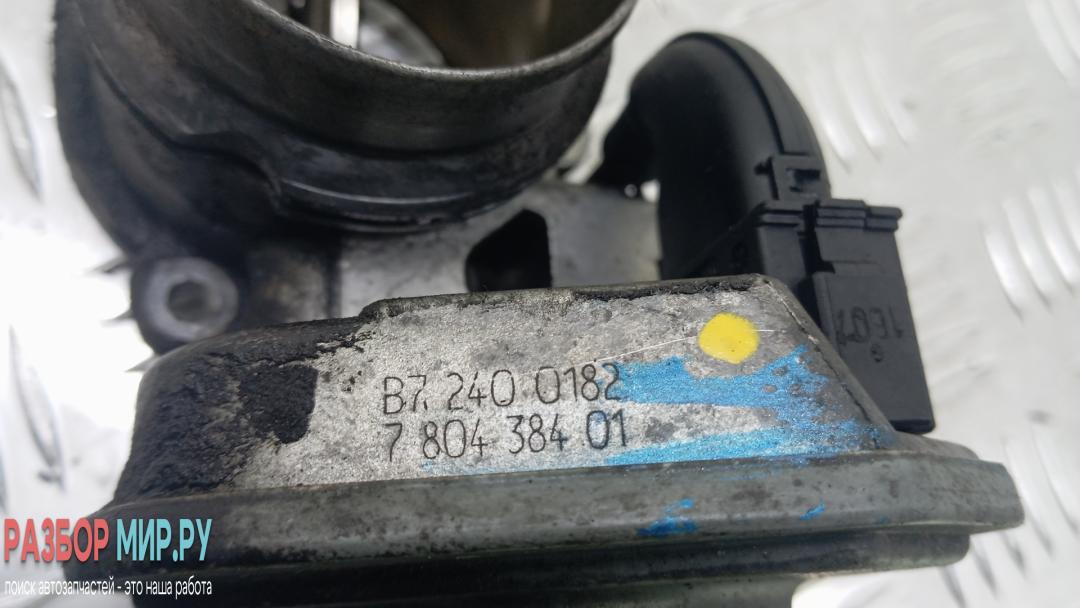 B7. 240 0182
7 804 384 01
РАЗБОР МИР.РУ
поиск автозапчастей - это наша работа